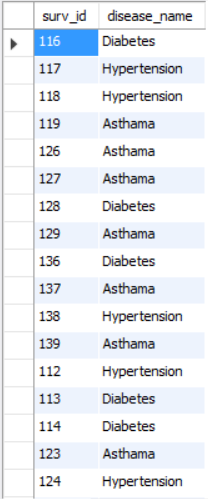 surv_id disease_name
116 Diabetes
117 Hypertension
118 Hypertension
119 Asthama
126 Asthama
127 Asthama
128 Diabetes
129 Asthama
136 Diabetes
137 Asthama
138 Hypertension
139 Asthama
112 Hypertension
113 Diabetes
114 Diabetes
123 Asthama
124 Hypertension